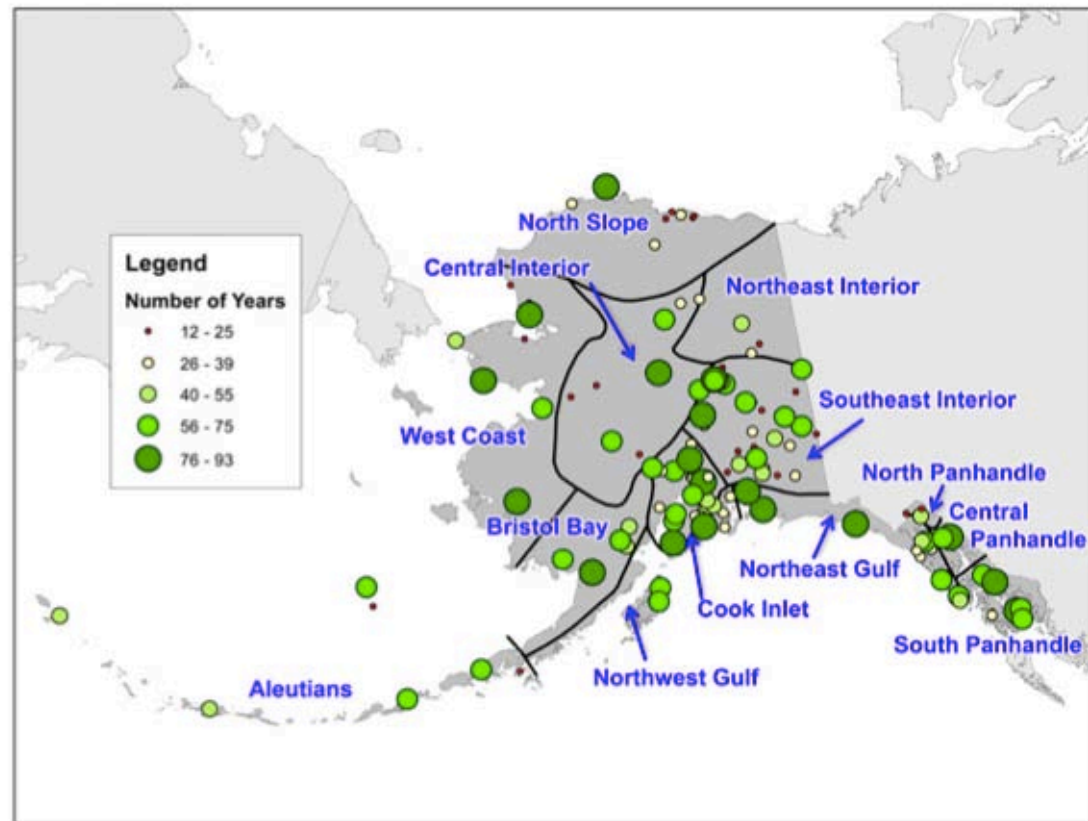 North Slope
Central Interior
Northeast Interior
Legend
Number of Years
12 - 25
26 - 39
40 - 55
56 - 75
76 - 93
West Coast
Southeast Interior
North Panhandle
Central
Panhandle
Bristol Bay
Northeast Gulf
Cook Inlet
South Panhandle
Northwest Gulf
Aleutians